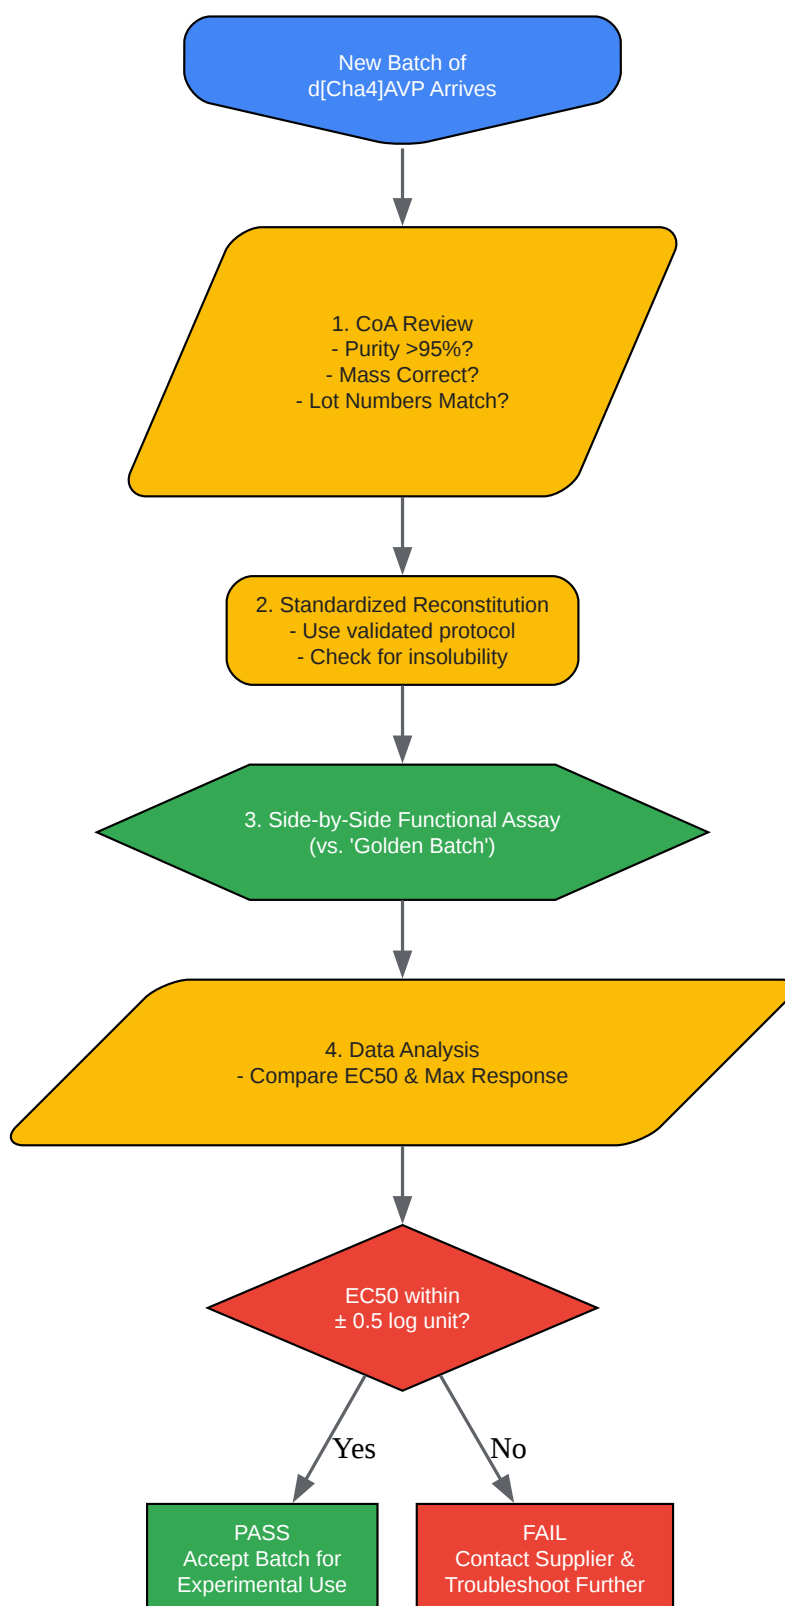 New Batch of
d[Cha4]AVP Arrives
1. CoA Review
- Purity >95%?
- Mass Correct?
- Lot Numbers Match?
2. Standardized Reconstitution
- Use validated protocol
- Check for insolubility
3. Side-by-Side Functional Assay
(vs. 'Golden Batch')
4. Data Analysis
- Compare EC50 & Max Response
EC50 within
± 0.5 log unit?
Yes
No
PASS
Accept Batch for
Experimental Use
FAIL
Contact Supplier &
Troubleshoot Further